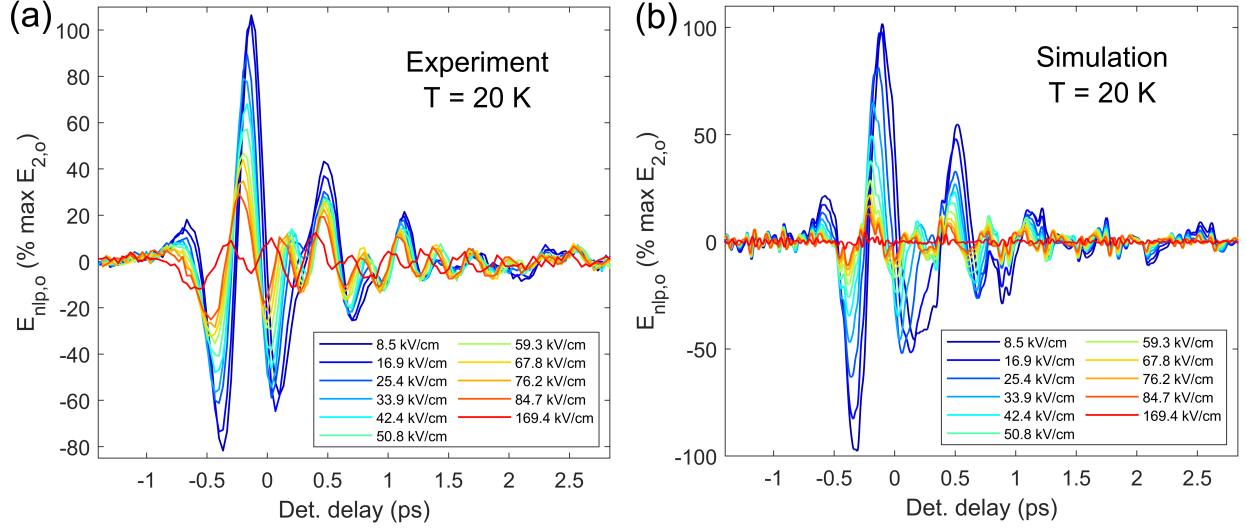 (a)
Experiment
T = 20 K
E_nlp,o (% max E_2,o)
100
80
60
40
20
0
-20
-40
-60
-80
8.5 kV/cm
16.9 kV/cm
25.4 kV/cm
33.9 kV/cm
42.4 kV/cm
50.8 kV/cm
59.3 kV/cm
67.8 kV/cm
76.2 kV/cm
84.7 kV/cm
169.4 kV/cm
-1 -0.5 0 0.5 1 1.5 2 2.5
Det. delay (ps)
(b)
Simulation
T = 20 K
E_nlp,o (% max E_2,o)
100
50
0
-50
-100
8.5 kV/cm
16.9 kV/cm
25.4 kV/cm
33.9 kV/cm
42.4 kV/cm
50.8 kV/cm
59.3 kV/cm
67.8 kV/cm
76.2 kV/cm
84.7 kV/cm
169.4 kV/cm
-1 -0.5 0 0.5 1 1.5 2 2.5
Det. delay (ps)